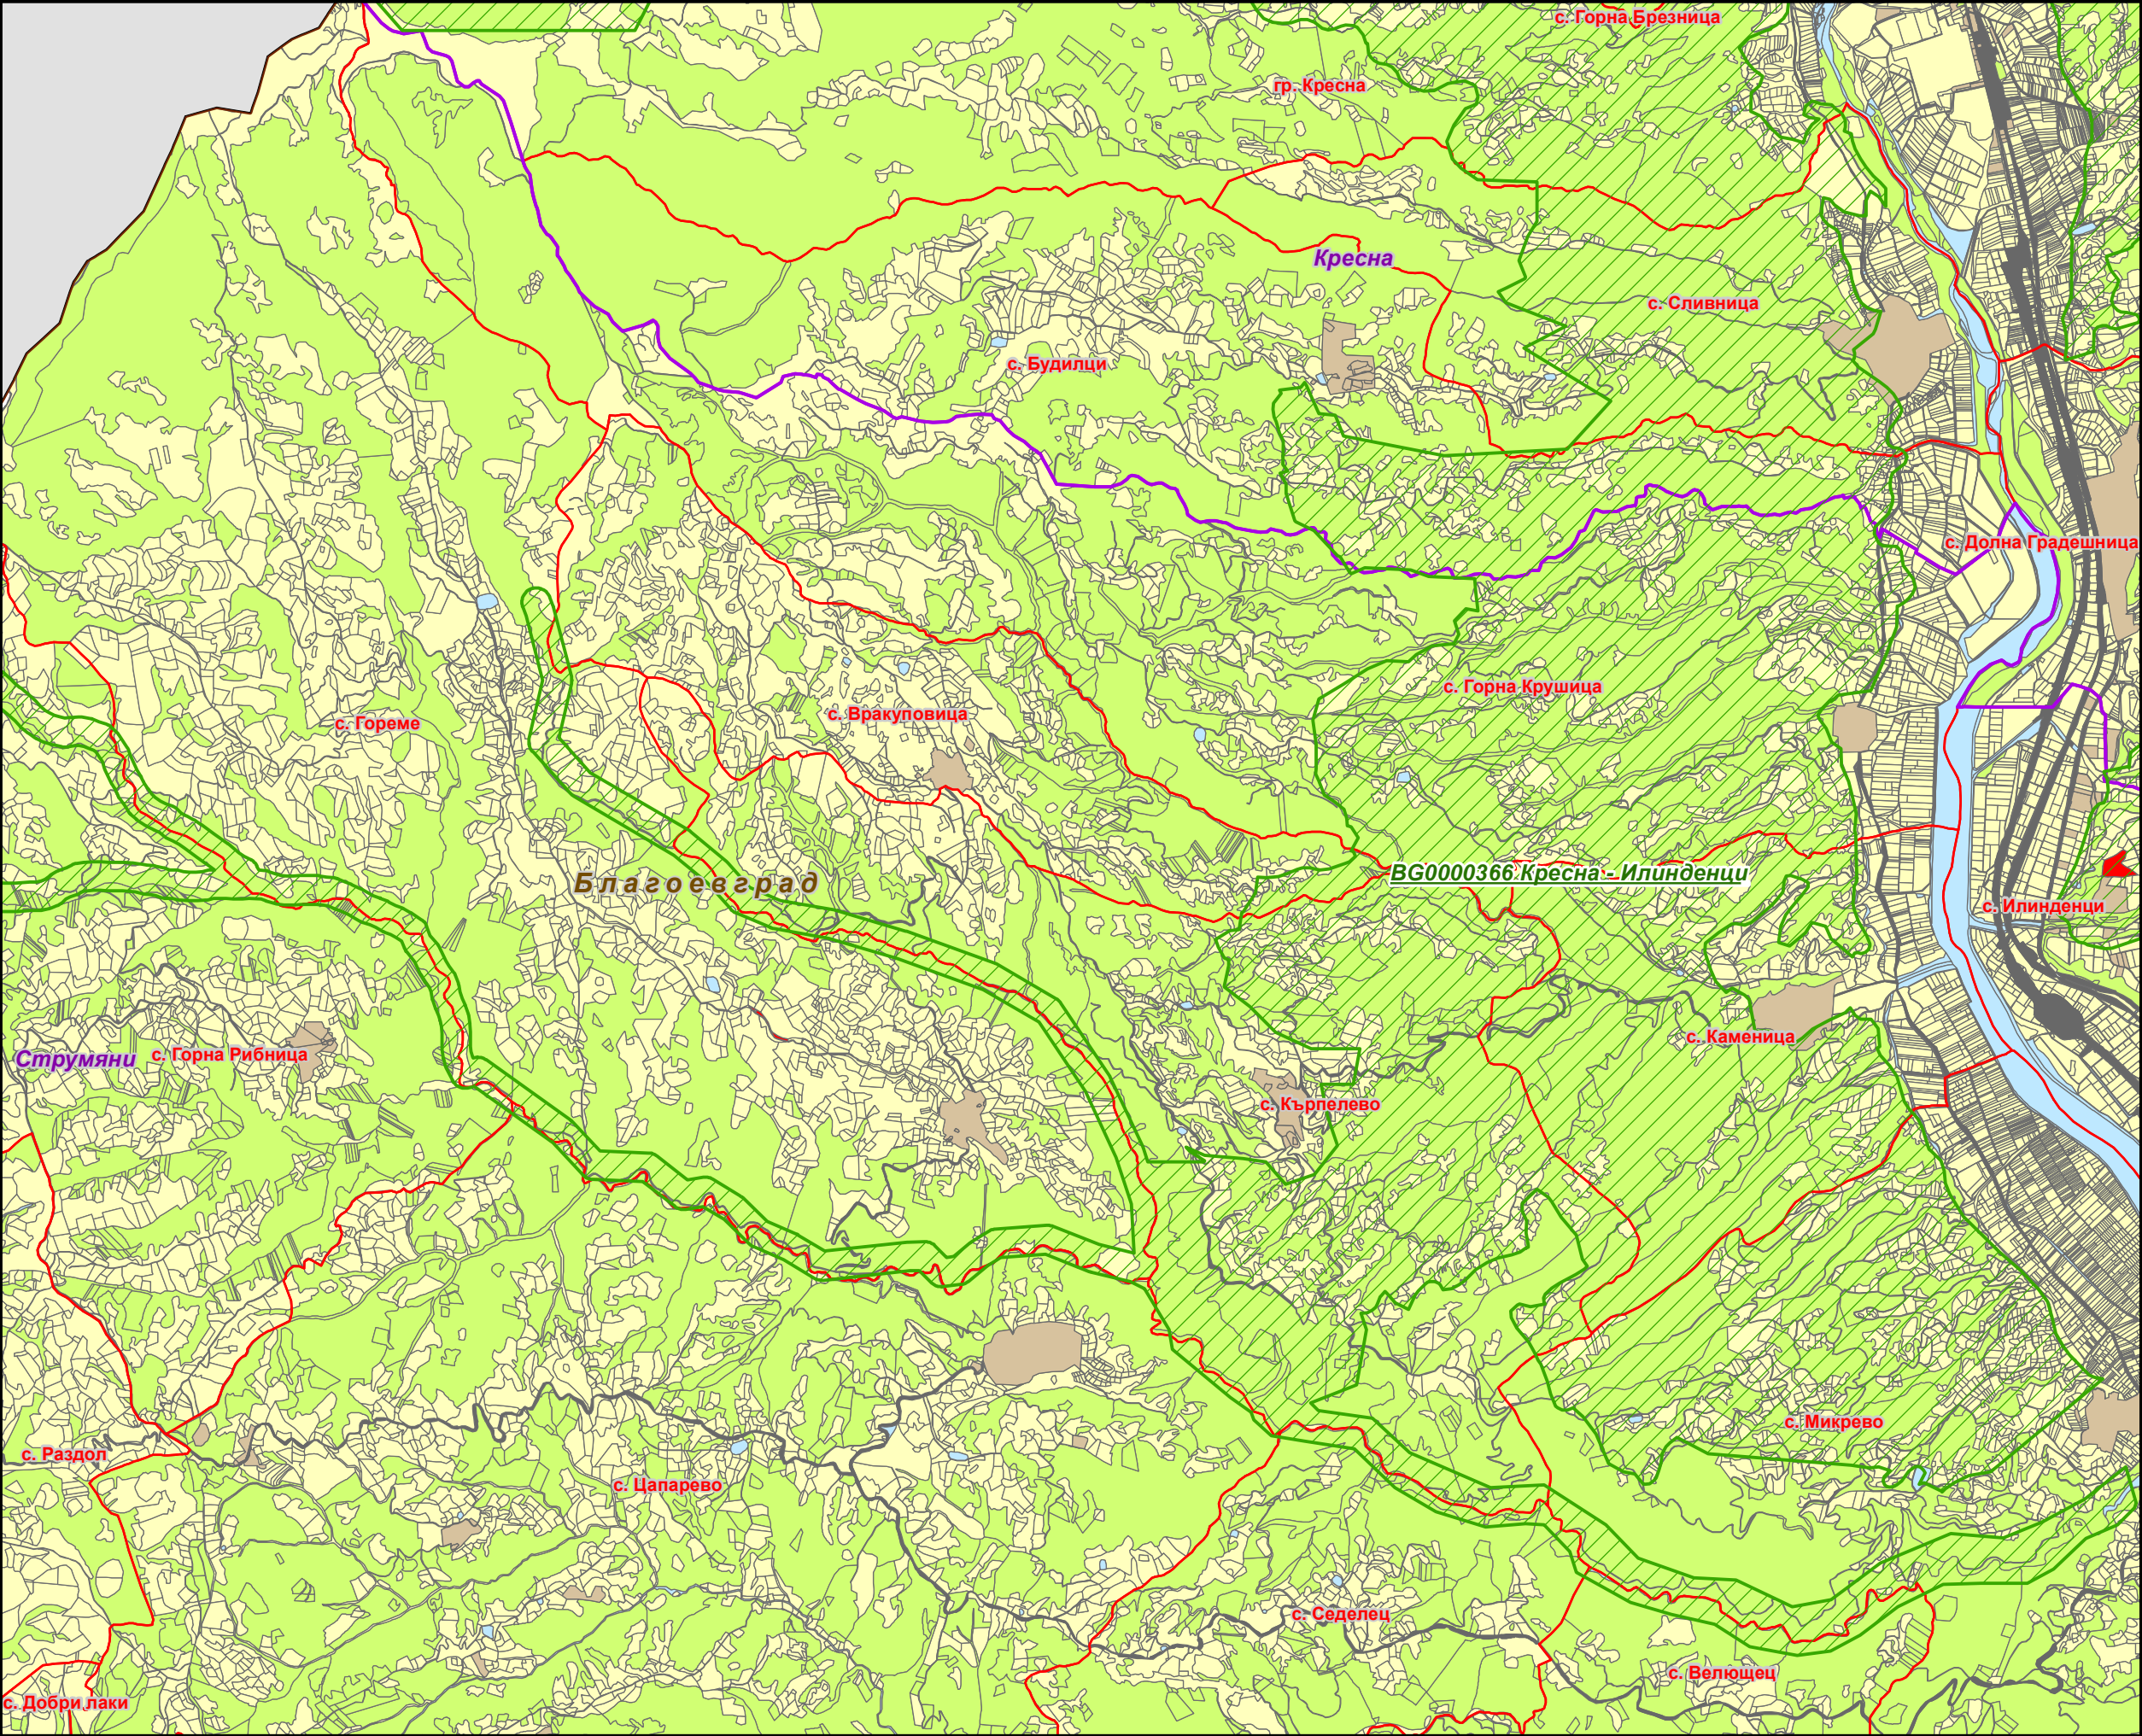 с. Горна Брезница
гр. Кресна
Кресна
с. Сливница
с. Будилци
с. Долна Градешница
с. Горна Крушица
с. Вракуповица
с. Гореме
BG0000366 Кресна - Илинденци
Благоевград
с. Илинденци
с. Каменица
Струмяни
с. Горна Рибница
с. Кърпелево
с. Микрево
с. Раздол
с. Цапарево
с. Седелец
с. Велющец
с. Добри лаки